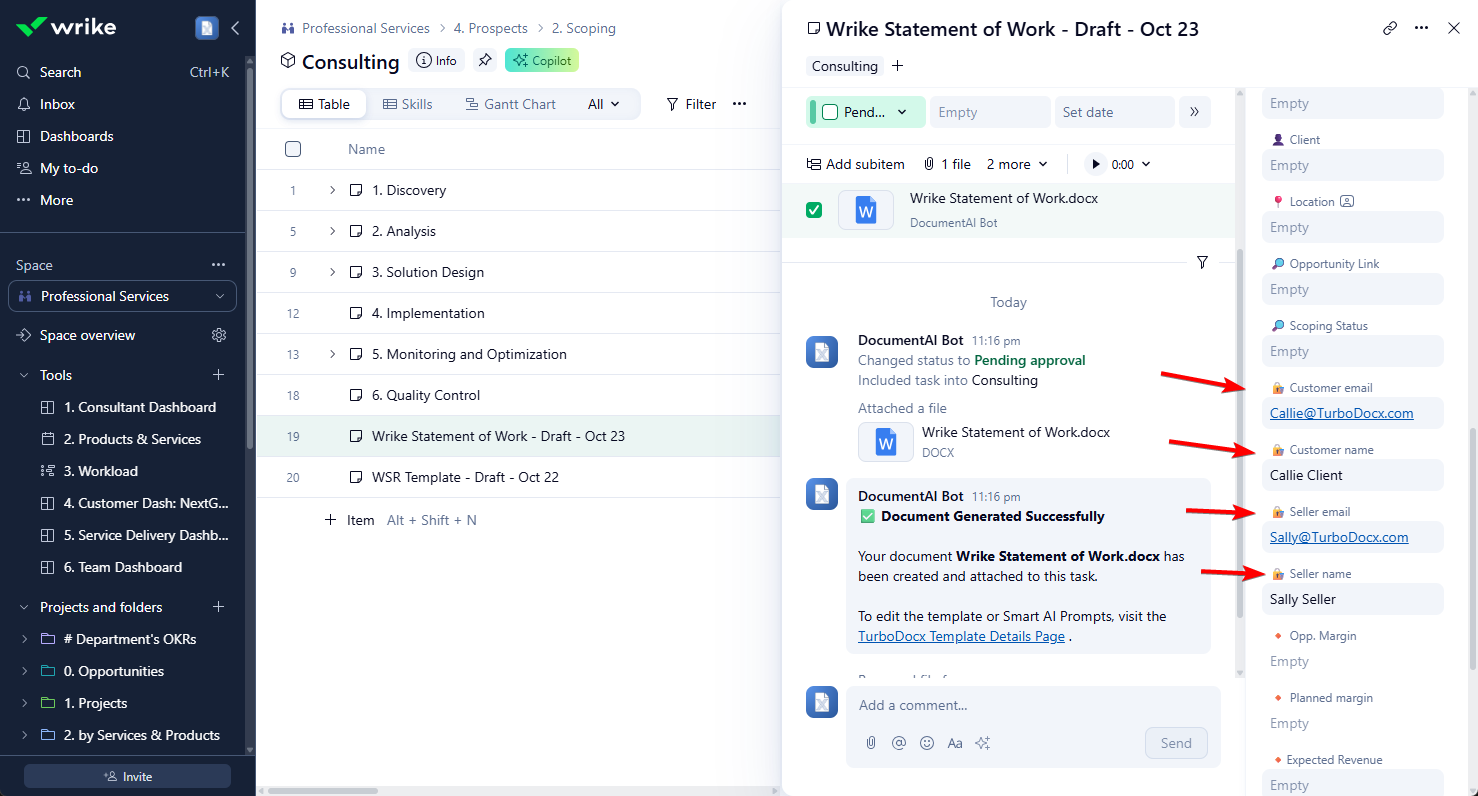 wrike
Search
Ctrl+K
Inbox
Dashboards
My to-do
More
Space
Professional Services
Space overview
Tools
1. Consultant Dashboard
2. Products & Services
3. Workload
4. Customer Dash: NextG...
5. Service Delivery Dashb...
6. Team Dashboard
Projects and folders
# Department's OKRs
0. Opportunities
1. Projects
2. by Services & Products
Invite
Professional Services > 4. Prospects > 2. Scoping
Consulting
Info
Copilot
Table
Skills
Gantt Chart
All
Filter
Name
1 1. Discovery
5 2. Analysis
9 3. Solution Design
12 4. Implementation
13 5. Monitoring and Optimization
18 6. Quality Control
19 Wrike Statement of Work - Draft - Oct 23
20 WSR Template - Draft - Oct 22
Item Alt + Shift + N
Wrike Statement of Work - Draft - Oct 23
Consulting
Pend...
Empty
Set date
Add subitem
1 file
2 more
0:00
W
Wrike Statement of Work.docx
DocumentAI Bot
Today
DocumentAI Bot 11:16 pm
Changed status to Pending approval
Included task into Consulting
Attached a file
W
Wrike Statement of Work.docx
DOCX
DocumentAI Bot 11:16 pm
Document Generated Successfully
Your document Wrike Statement of Work.docx has
been created and attached to this task.
To edit the template or Smart AI Prompts, visit the
TurboDocx Template Details Page .
Add a comment...
Aa
Send
Empty
Client
Empty
Location
Empty
Opportunity Link
Empty
Scoping Status
Empty
Customer email
Callie@TurboDocx.com
Customer name
Callie Client
Seller email
Sally@TurboDocx.com
Seller name
Sally Seller
Opp. Margin
Empty
Planned margin
Empty
Expected Revenue
Empty